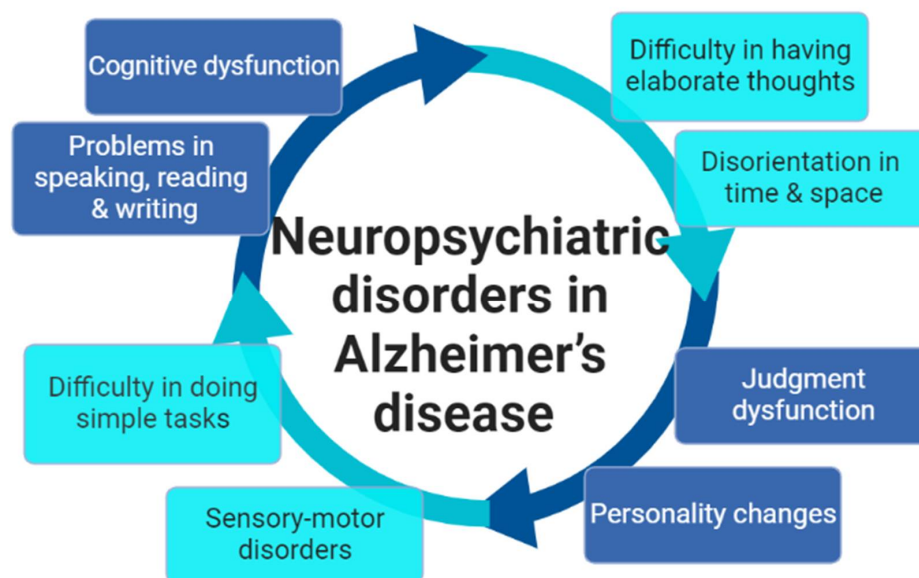 Cognitive dysfunction
Problems in
speaking, reading
& writing
Difficulty in having
elaborate thoughts
Disorientation in
time & space
Neuropsychiatric
disorders in
Alzheimer's
disease
Difficulty in doing
simple tasks
Judgment
dysfunction
Sensory-motor
disorders
Personality changes